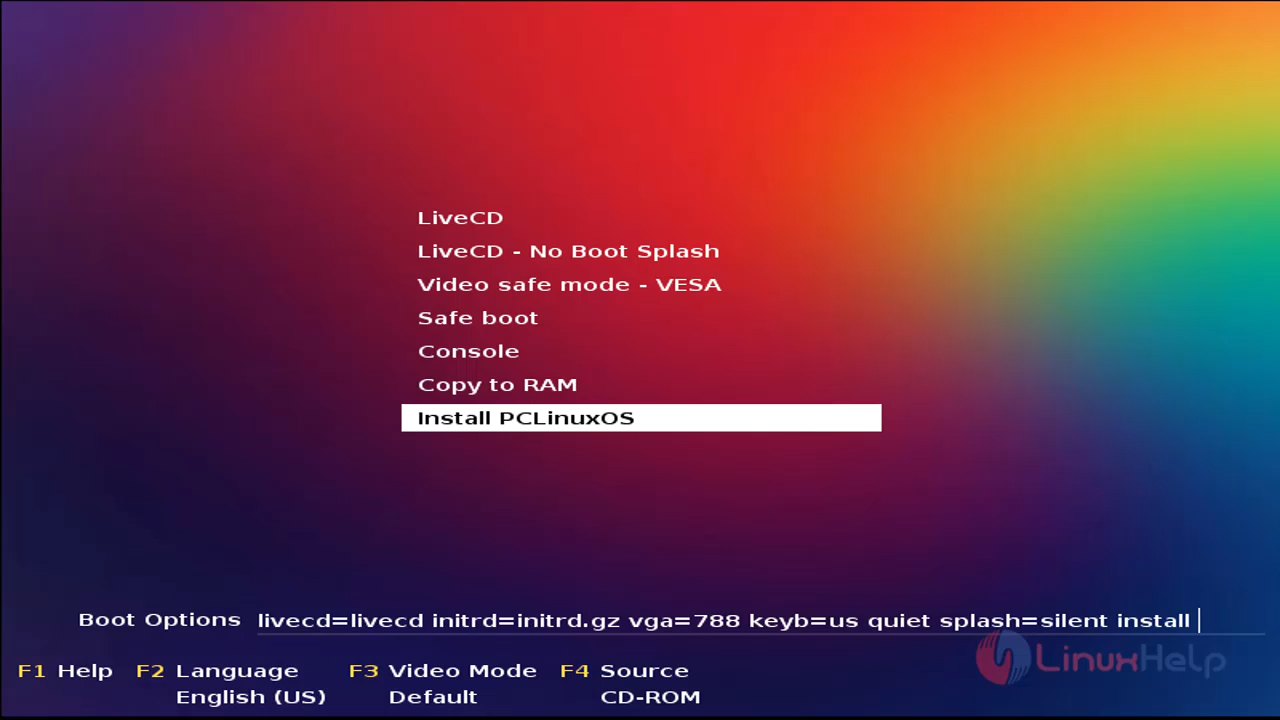 LiveCD
LiveCD - No Boot Splash
Video safe mode - VESA
Safe boot
Console
Copy to RAM
Install PCLinuxOS
Boot Options livecd=livecd initrd=initrd.gz vga=788 keyb=us quiet splash=silent install
LinuxHelp
F1 Help F2 Language F3 Video Mode F4 Source
English (US) Default CD-ROM